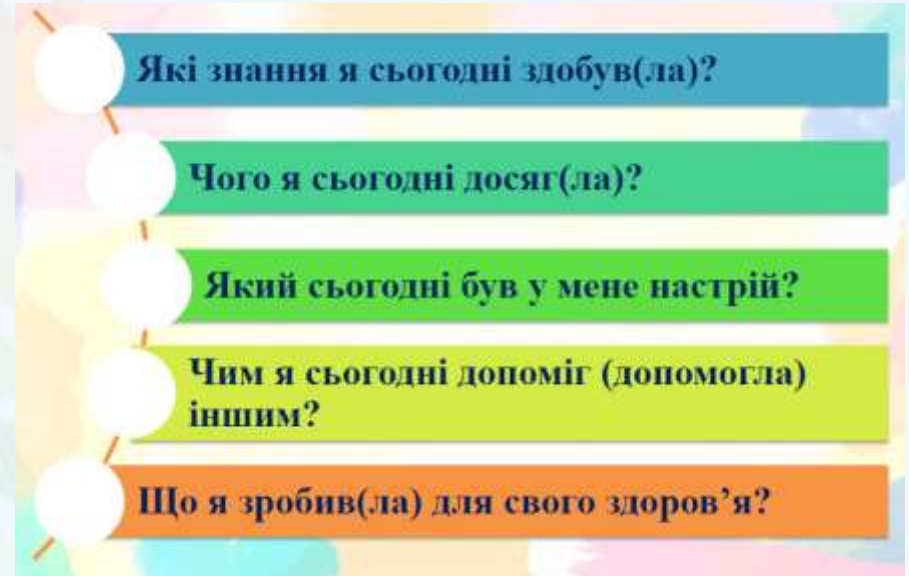 Які знання я сьогодні здобув(ла)?
Чого я сьогодні досяг(ла)?
Який сьогодні був у мене настрій?
Чим я сьогодні допоміг (допомогла)
іншим?
Що я зробив(ла) для свого здоров’я?